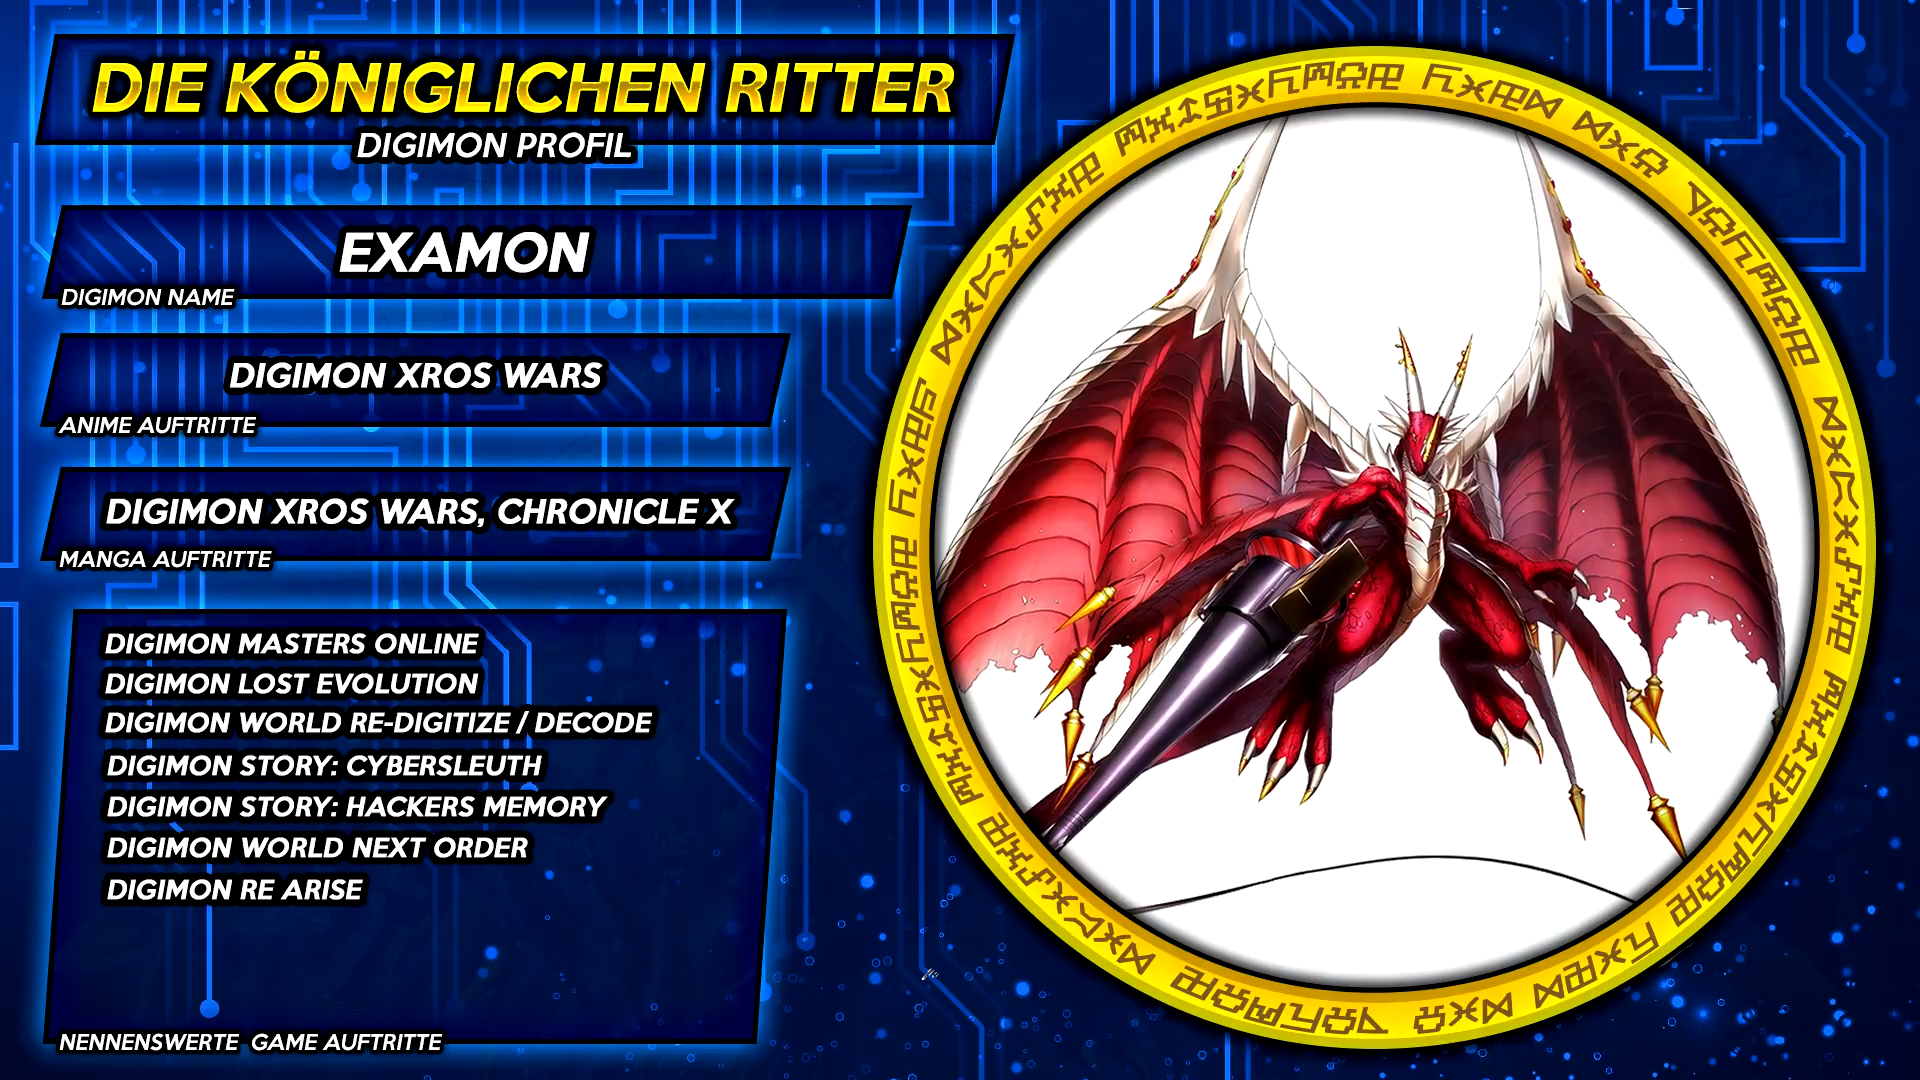 DIE KÖNIGLICHEN RITTER
DIGIMON PROFIL
EXAMON
DIGIMON NAME
DIGIMON XROS WARS
ANIME AUFTRITTE
DIGIMON XROS WARS, CHRONICLE X
MANGA AUFTRITTE
DIGIMON MASTERS ONLINE
DIGIMON LOST EVOLUTION
DIGIMON WORLD RE-DIGITIZE / DECODE
DIGIMON STORY: CYBERSLEUTH
DIGIMON STORY: HACKERS MEMORY
DIGIMON WORLD NEXT ORDER
DIGIMON RE ARISE
NENNENSWERTE GAME AUFTRITTE